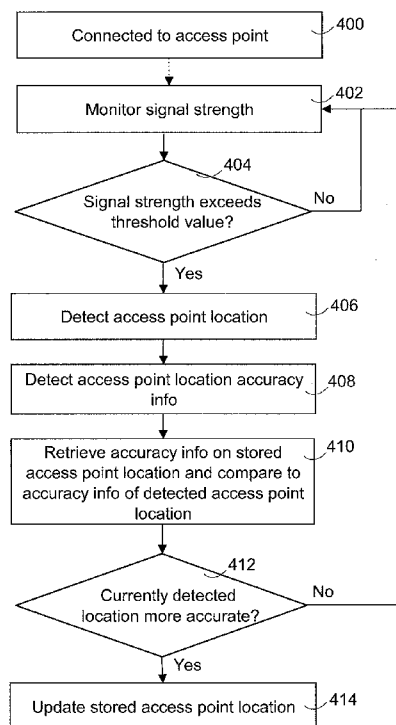 Connected to access point
400
Monitor signal strength
402
404
Signal strength exceeds
threshold value?
No
Yes
Detect access point location
406
Detect access point location accuracy
info
408
Retrieve accuracy info on stored
access point location and compare to
accuracy info of detected access point
location
410
412
Currently detected
location more accurate?
No
Yes
Update stored access point location
414